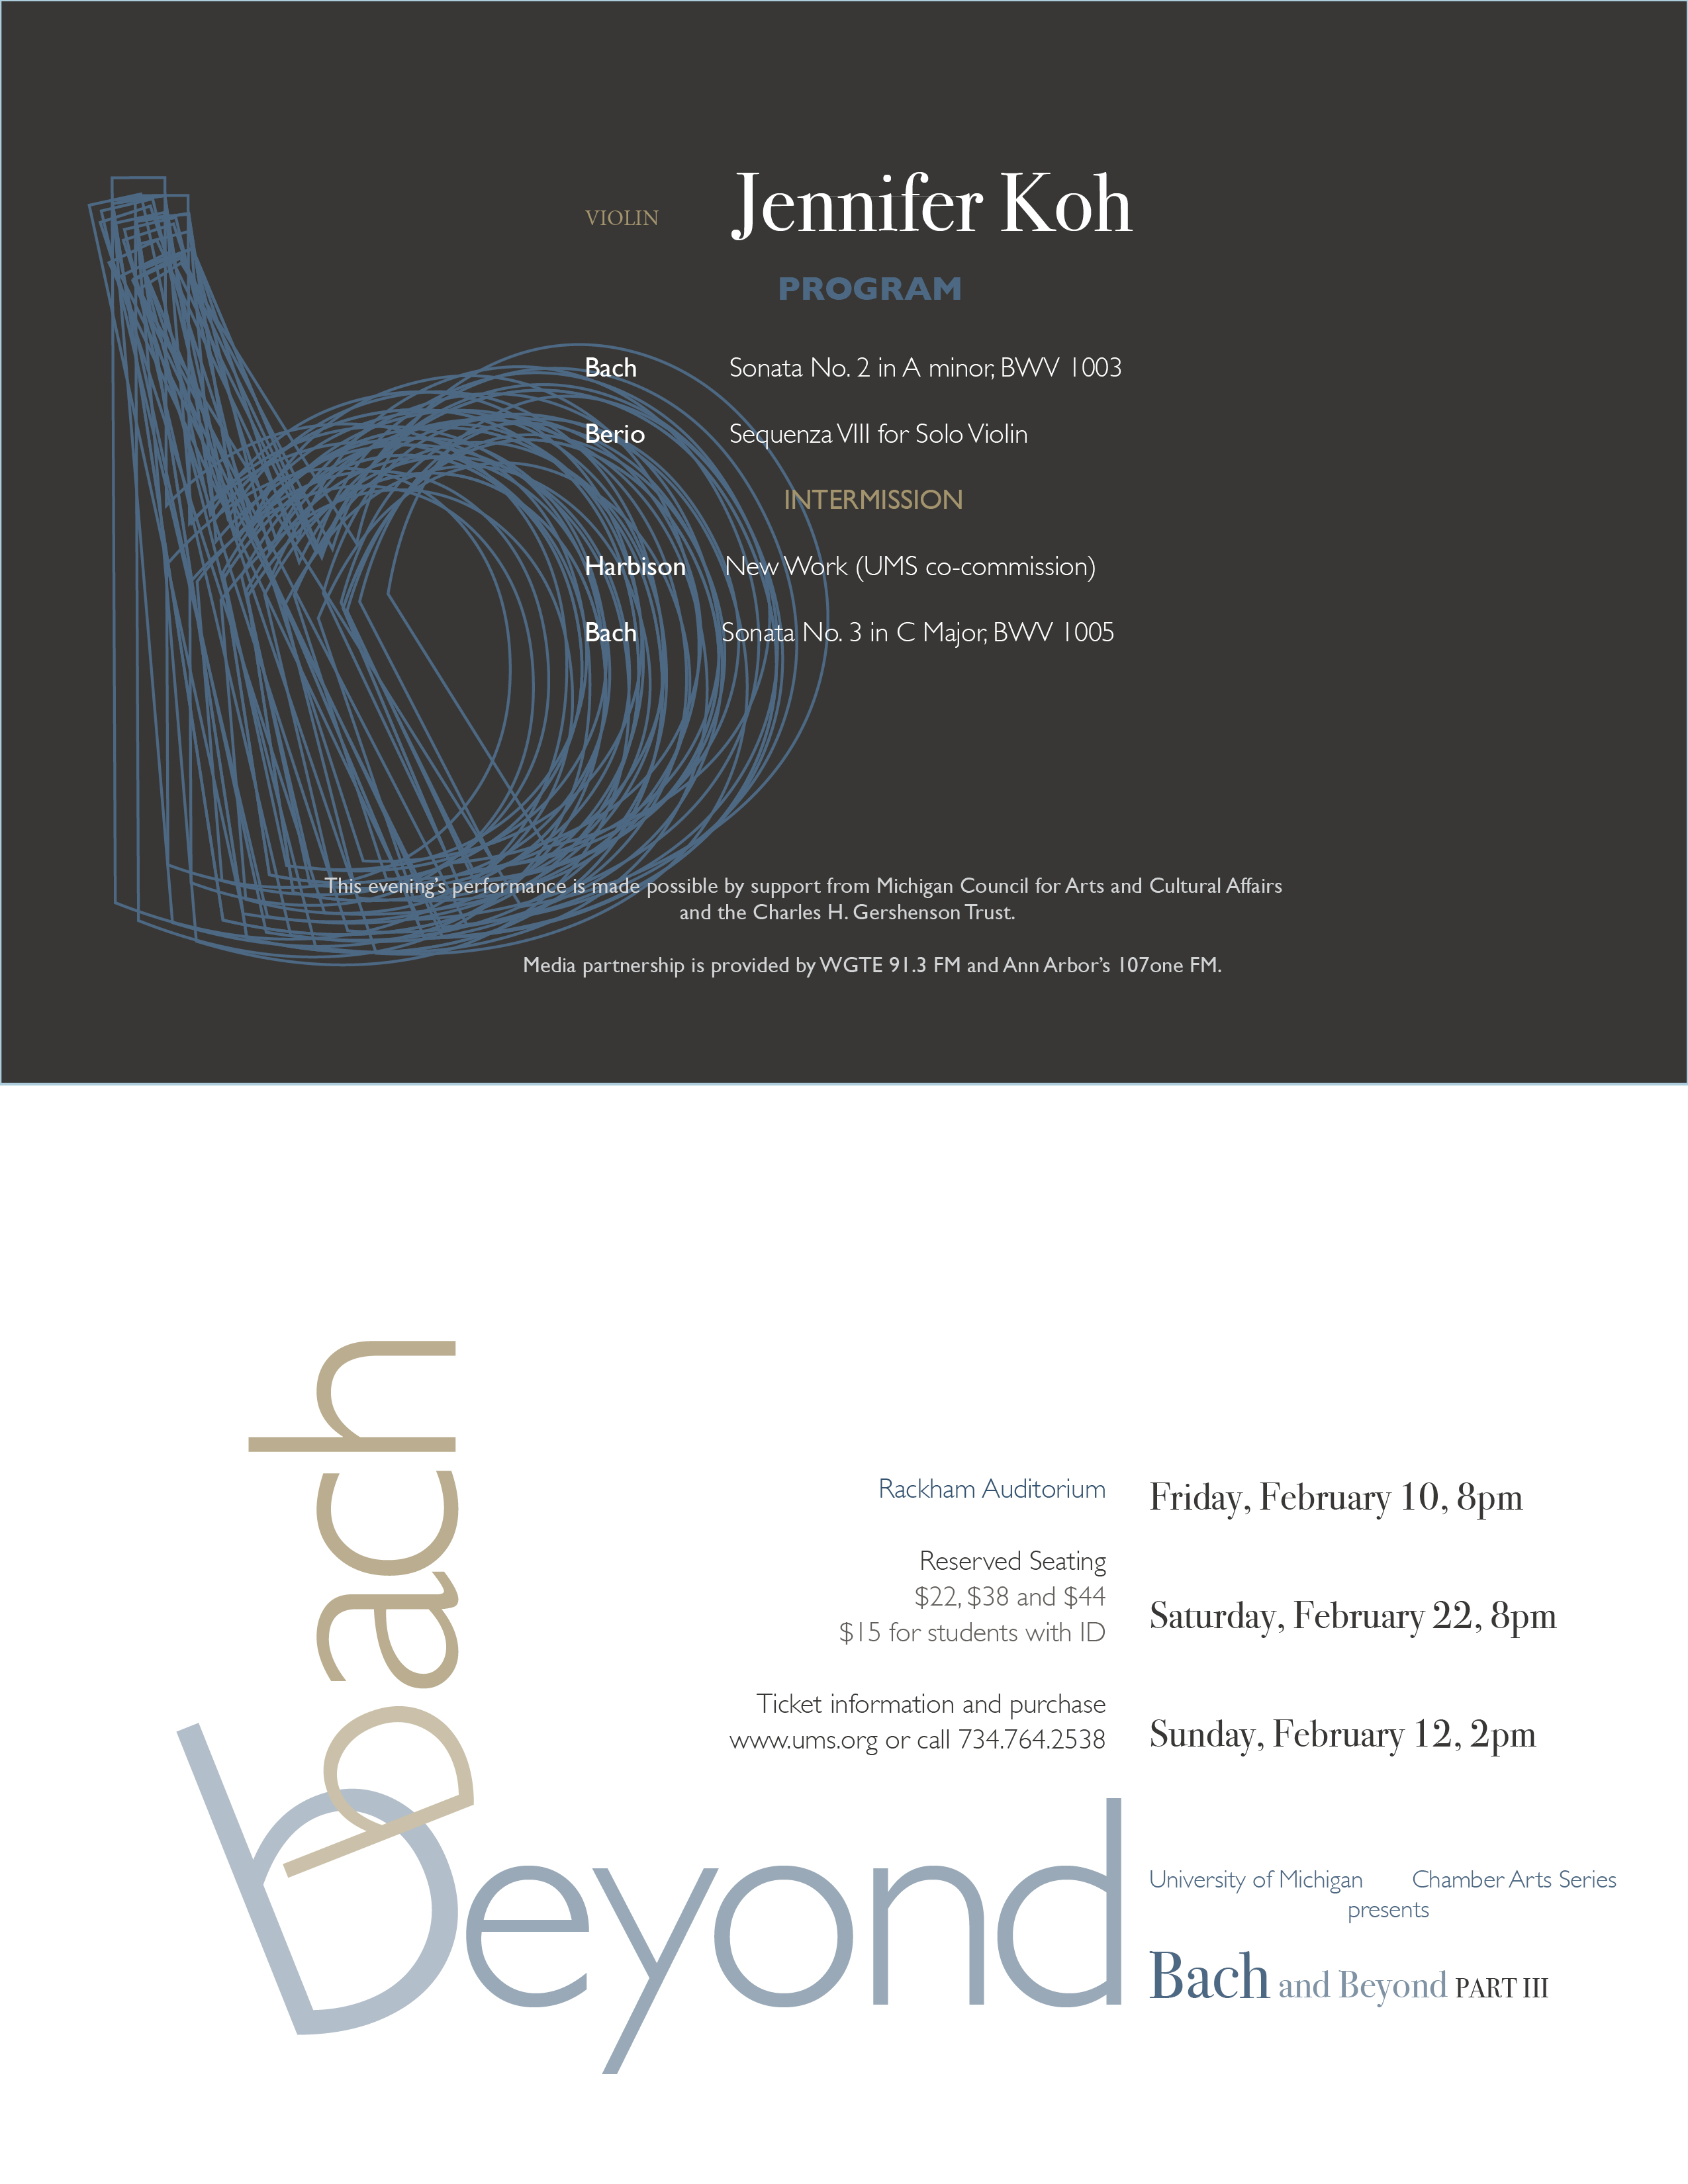 VIOLIN Jennifer Koh
PROGRAM
Bach Sonata No. 2 in A minor, BWV 1003
Berio Sequenza VIII for Solo Violin
INTERMISSION
Harbison New Work (UMS co-commission)
Bach Sonata No. 3 in C Major, BWV 1005
This evening’s performance is made possible by support from Michigan Council for Arts and Cultural Affairs
and the Charles H. Gershenson Trust.
Media partnership is provided by WGTE 91.3 FM and Ann Arbor’s 107one FM.
bach
beyond
Rackham Auditorium
Reserved Seating
$22, $38 and $44
$15 for students with ID
Ticket information and purchase
www.ums.org or call 734.764.2538
Friday, February 10, 8pm
Saturday, February 22, 8pm
Sunday, February 12, 2pm
University of Michigan Chamber Arts Series
presents
Bach and Beyond PART III